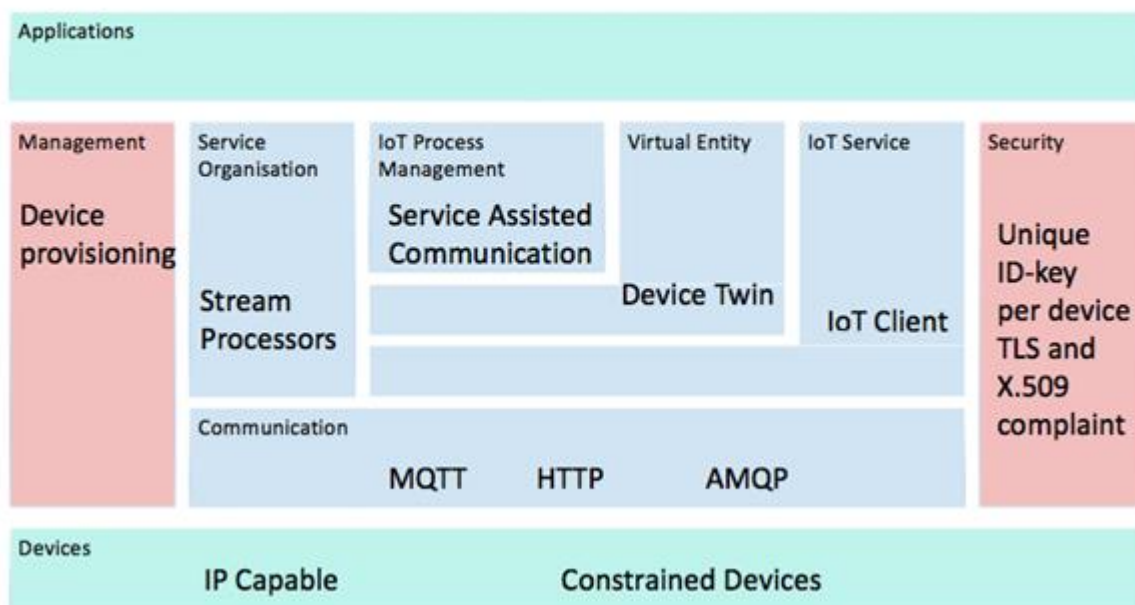 Applications
Management
Device
provisioning
Service
Organisation
Stream
Processors
IoT Process
Management
Service Assisted
Communication
Virtual Entity
Device Twin
IoT Service
IoT Client
Security
Unique
ID-key
per device
TLS and
X.509
complaint
Communication
MQTT HTTP AMQP
Devices
IP Capable Constrained Devices